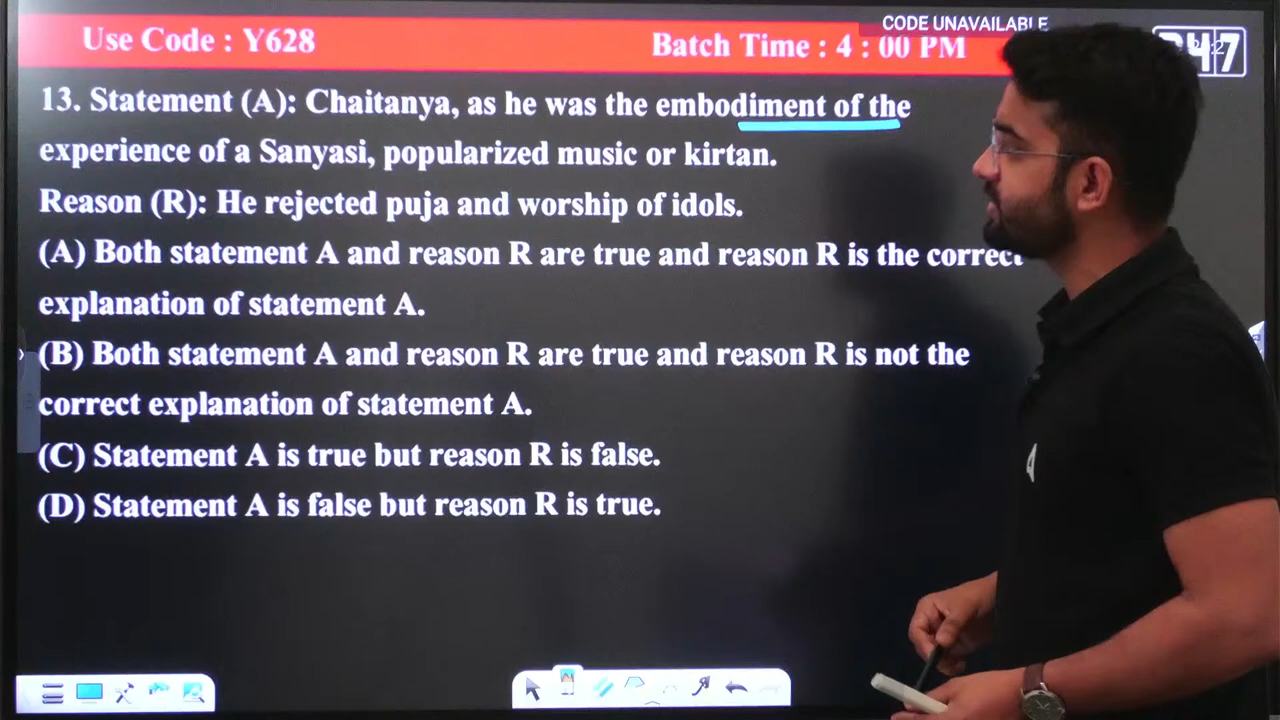 CODE UNAVAILABLE
Use Code : Y628
Batch Time : 4 : 00 PM
13. Statement (A): Chaitanya, as he was the embodiment of the
experience of a Sanyasi, popularized music or kirtan.
Reason (R): He rejected puja and worship of idols.
(A) Both statement A and reason R are true and reason R is the correct
explanation of statement A.
(B) Both statement A and reason R are true and reason R is not the
correct explanation of statement A.
(C) Statement A is true but reason R is false.
(D) Statement A is false but reason R is true.